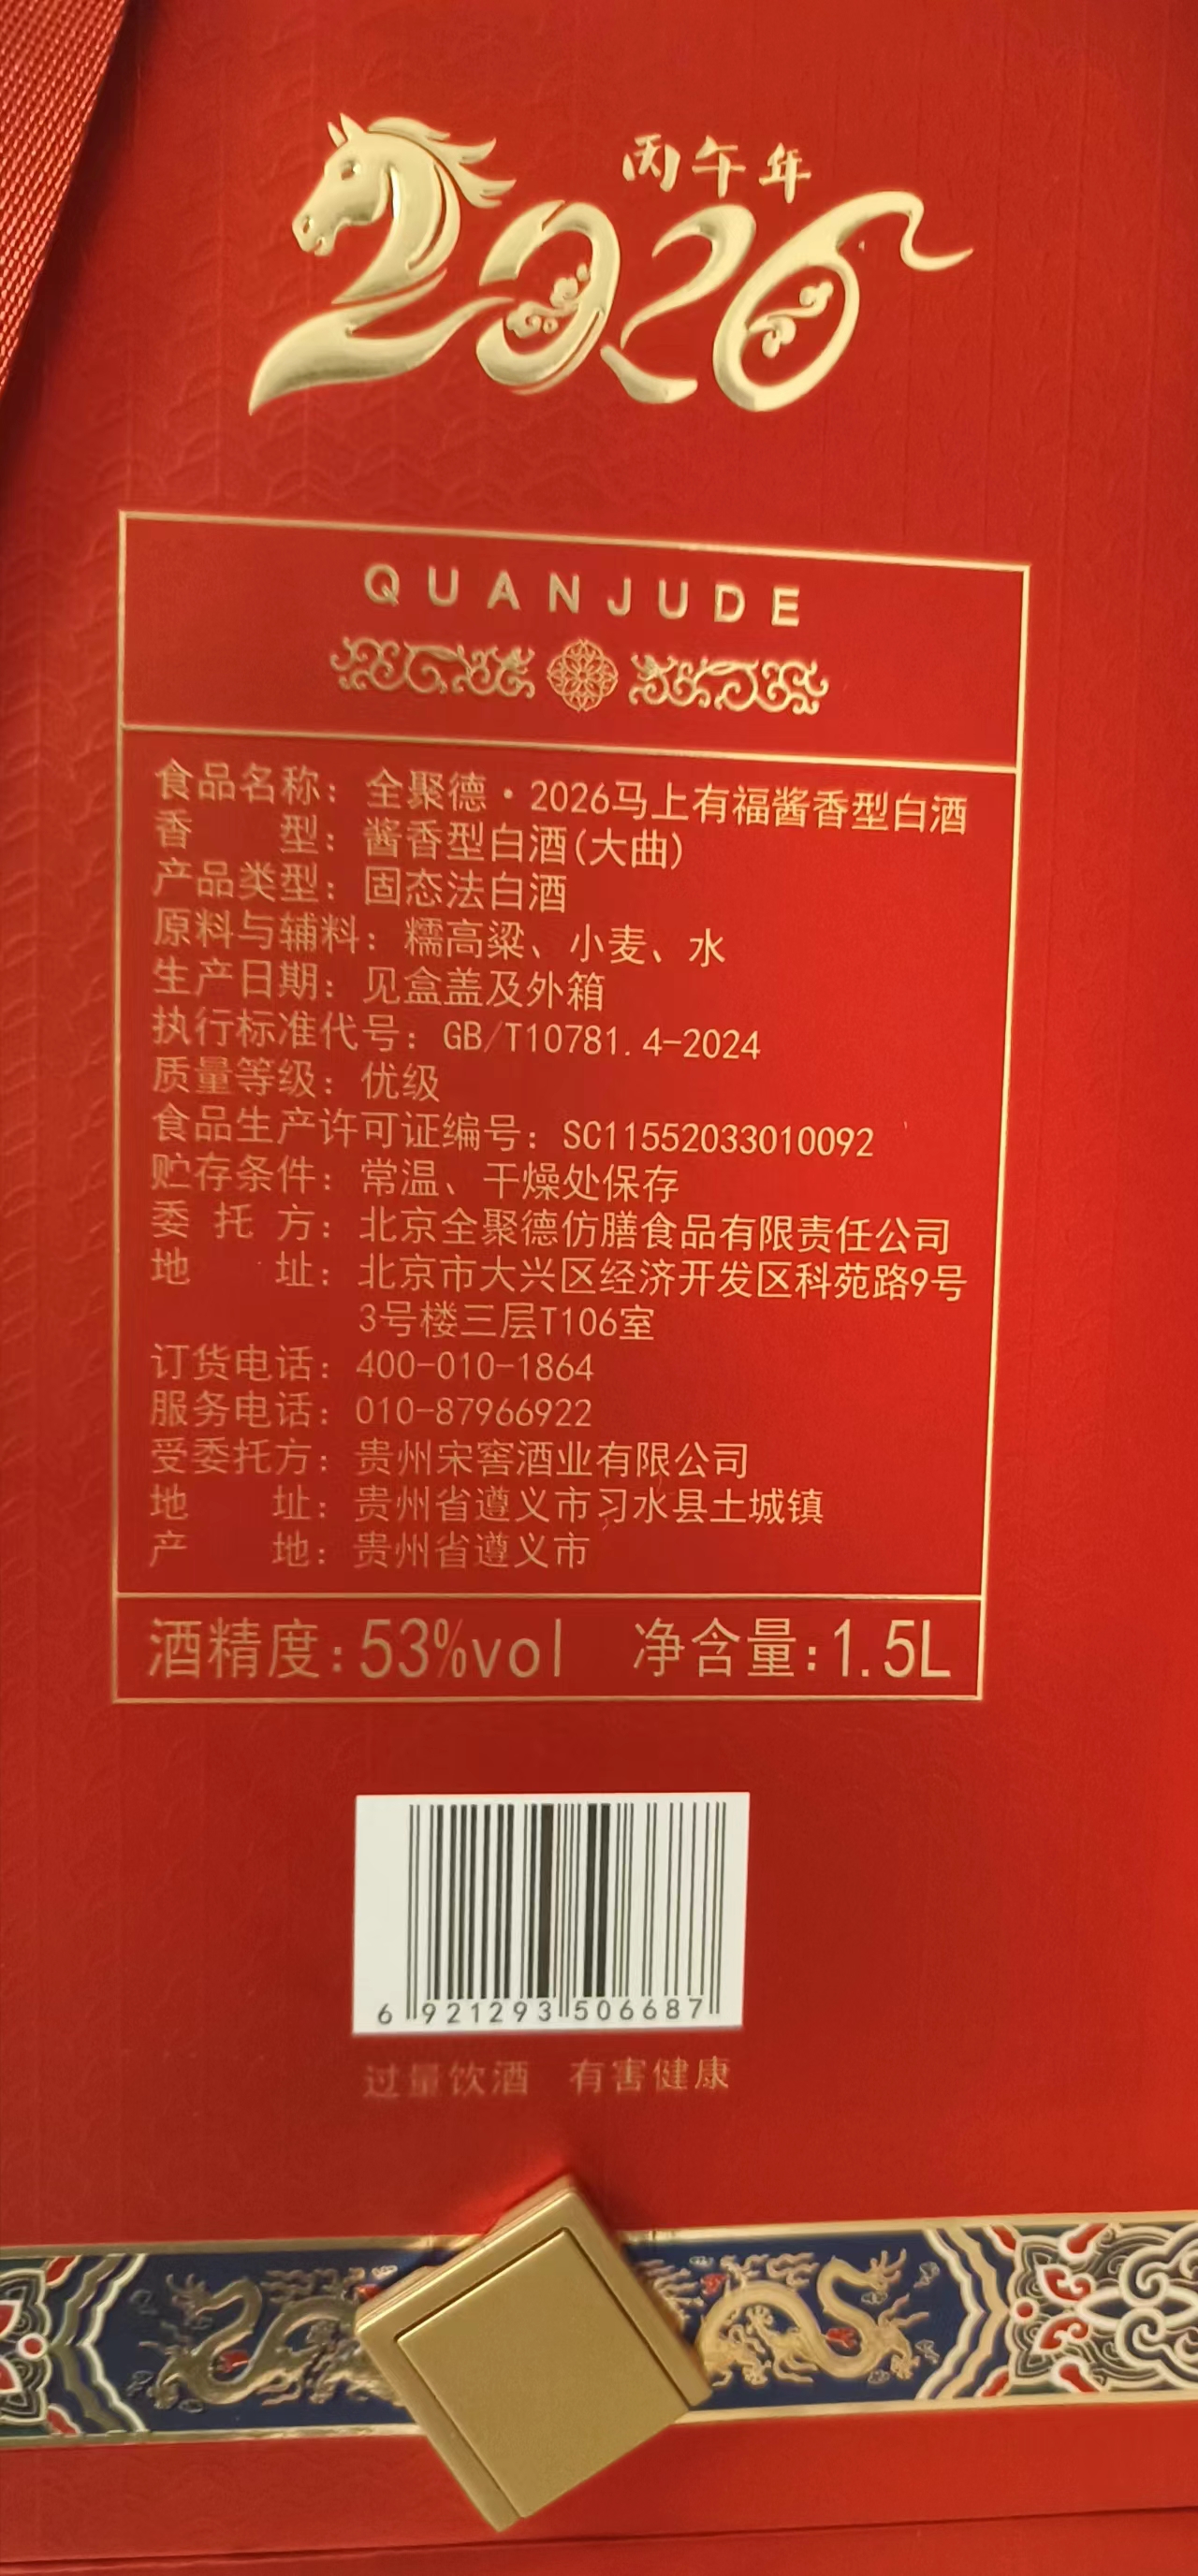 丙午年
2026
QUANJUDE
食品名称：全聚德·2026马上有福酱香型白酒
香型：酱香型白酒(大曲)
产品类型：固态法白酒
原料与辅料：糯高粱、小麦、水
生产日期：见盒盖及外箱
执行标准代号：GB/T10781.4-2024
质量等级：优级
食品生产许可证编号：SC11552033010092
贮存条件：常温、干燥处保存
委托方：北京全聚德仿膳食品有限责任公司
地址：北京市大兴区经济开发区科苑路9号
3号楼三层T106室
订货电话：400-010-1864
服务电话：010-87966922
受委托方：贵州宋窖酒业有限公司
地址：贵州省遵义市习水县土城镇
产地：贵州省遵义市
酒精度：53%vol 净含量：1.5L
6 921293 506687
过量饮酒 有害健康